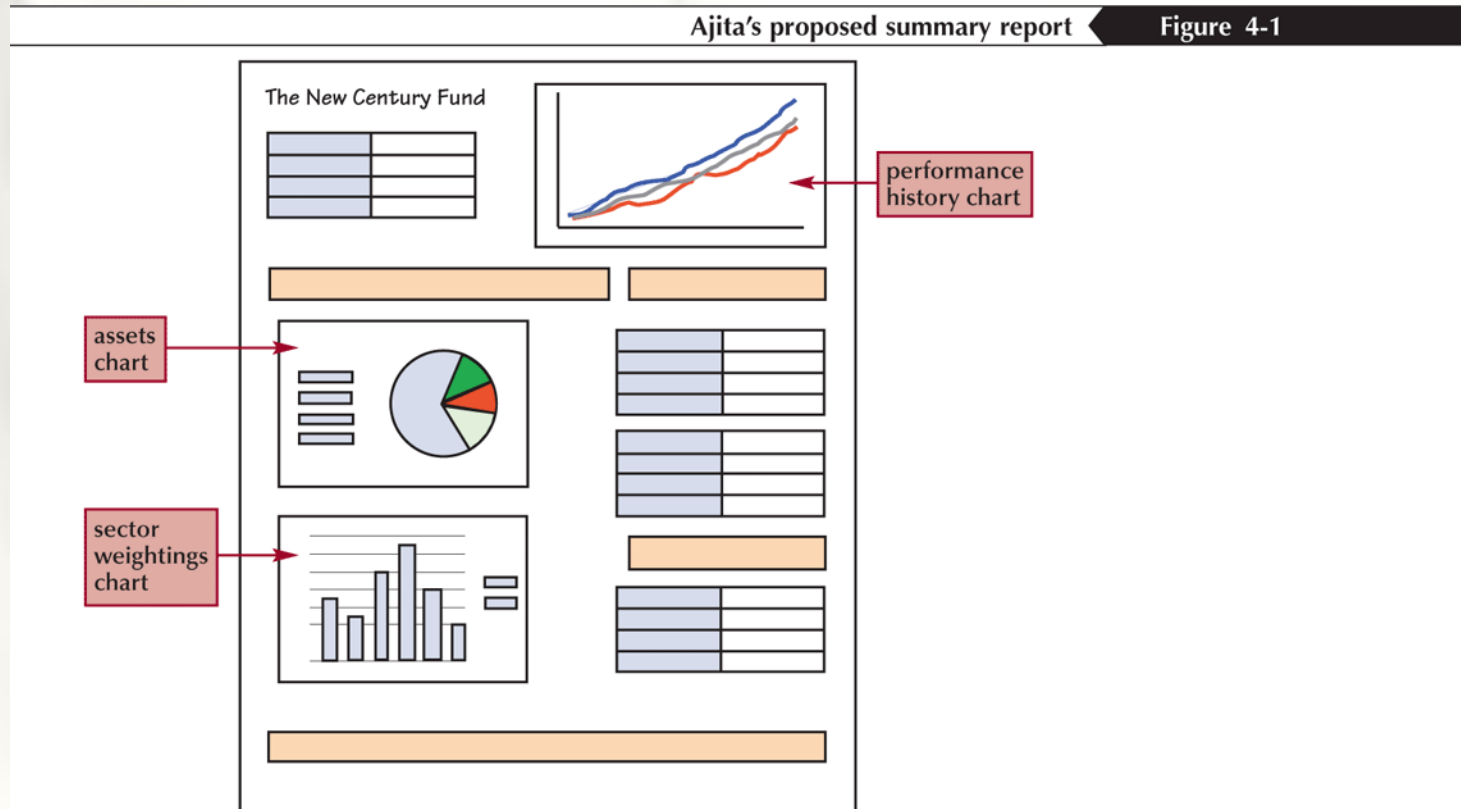 Ajita's proposed summary report
Figure 4-1
The New Century Fund
performance
history chart
assets
chart
sector
weightings
chart